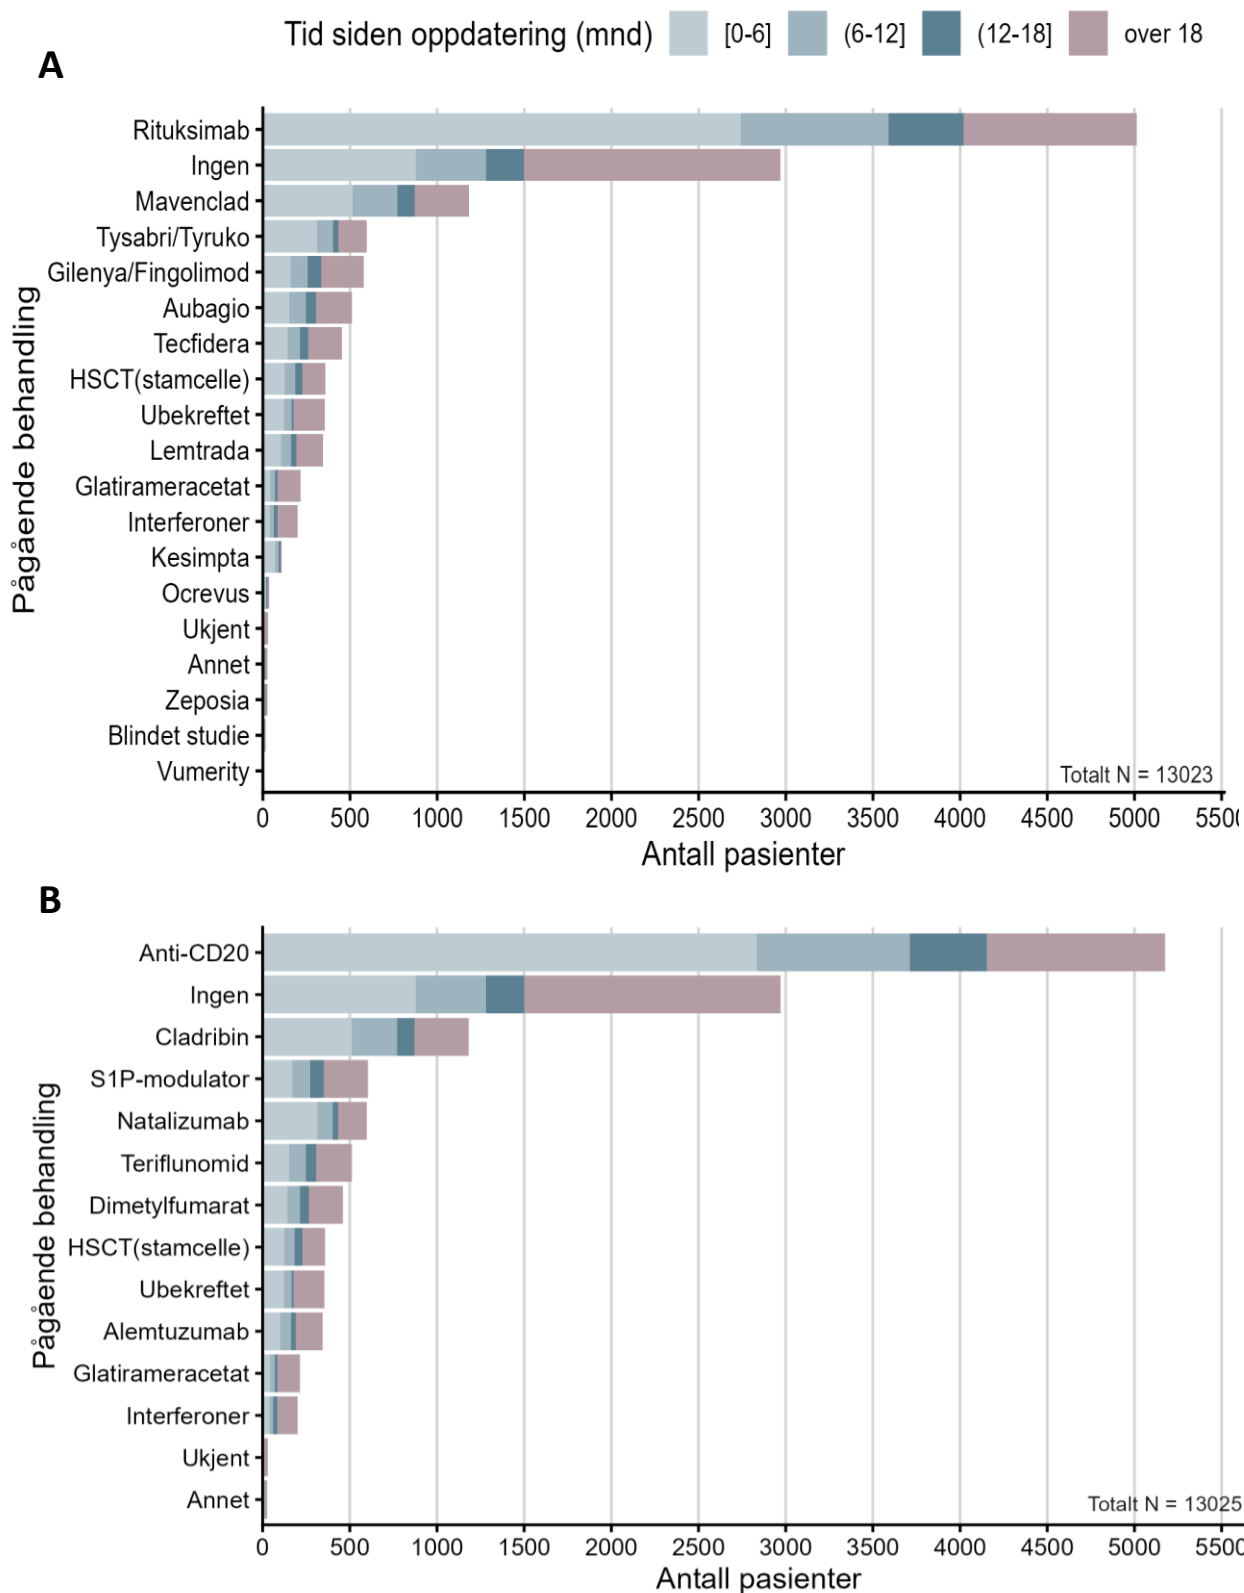 Tid siden oppdatering (mnd) [0-6] (6-12] (12-18] over 18
A
Pågående behandling
Rituksimab
Ingen
Mavenclad
Tysabri/Tyruko
Gilenya/Fingolimod
Aubagio
Tecfidera
HSCT(stamcelle)
Ubekreftet
Lemtrada
Glatirameracetat
Interferoner
Kesimpta
Ocrevus
Ukjent
Annet
Zeposia
Blindet studie
Vumerity
Totalt N = 13023
0 500 1000 1500 2000 2500 3000 3500 4000 4500 5000 5500
Antall pasienter
B
Pågående behandling
Anti-CD20
Ingen
Cladribin
S1P-modulator
Natalizumab
Teriflunomid
Dimetylfumarat
HSCT(stamcelle)
Ubekreftet
Alemtuzumab
Glatirameracetat
Interferoner
Ukjent
Annet
Totalt N = 13025
0 500 1000 1500 2000 2500 3000 3500 4000 4500 5000 5500
Antall pasienter